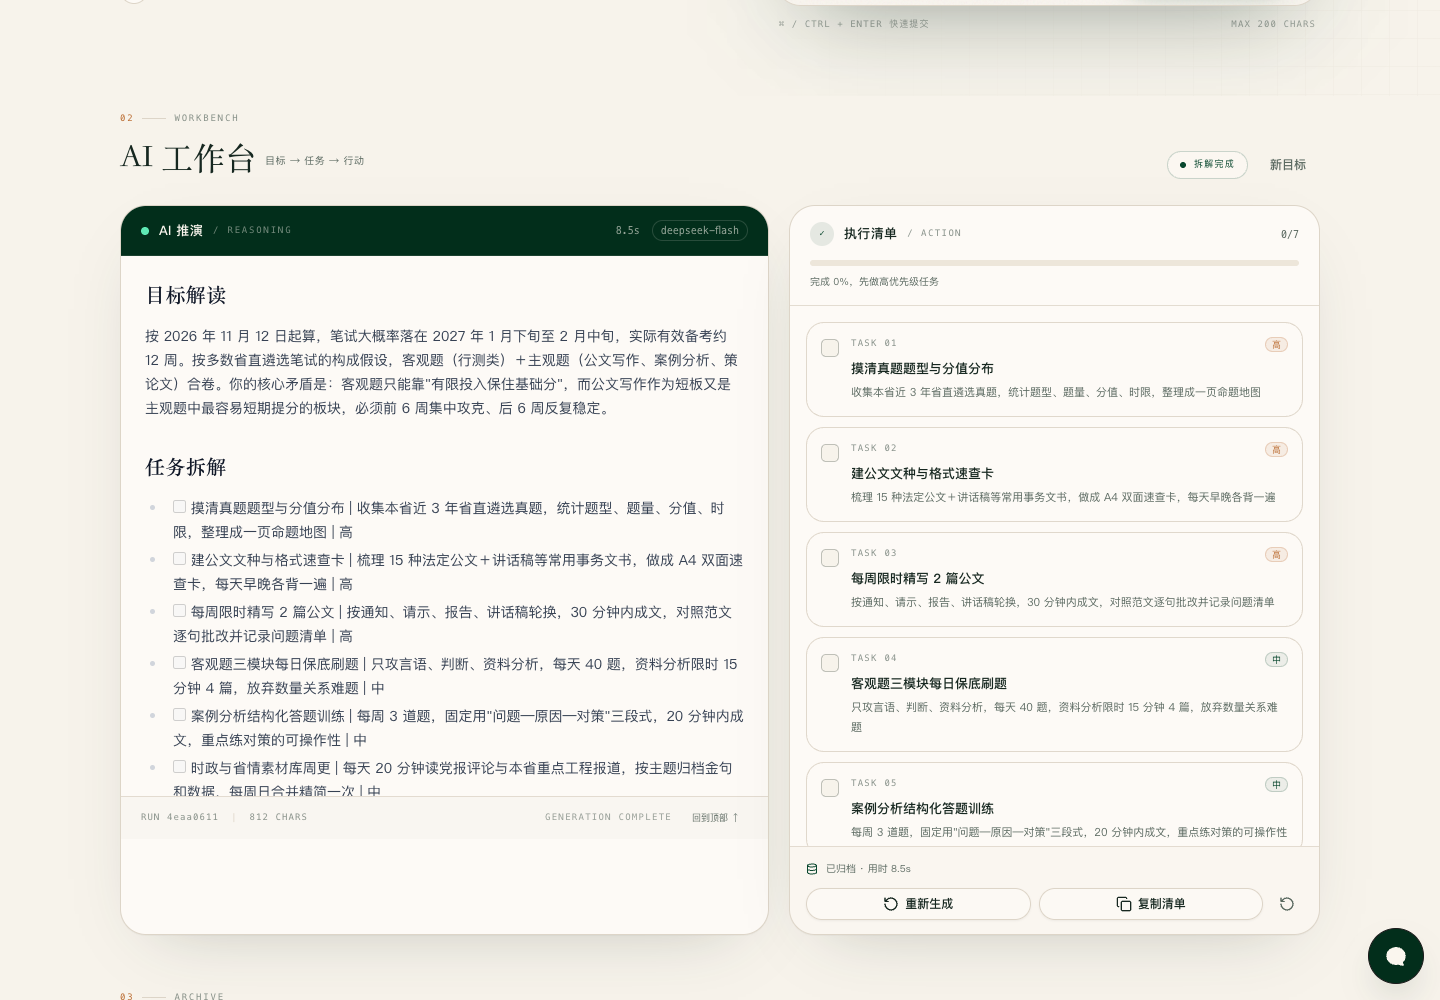 ⌘ / CTRL + ENTER 快速提交
MAX 200 CHARS
02 —— WORKBENCH
AI 工作台 目标 → 任务 → 行动
拆解完成
新目标
AI 推演 / REASONING
8.5s
deepseek-flash
目标解读
按 2026 年 11 月 12 日起算，笔试大概率落在 2027 年 1 月下旬至 2 月中旬，实际有效备考约
12 周。按多数省直遴选笔试的构成假设，客观题（行测类）＋主观题（公文写作、案例分析、策
论文）合卷。你的核心矛盾是：客观题只能靠"有限投入保住基础分"，而公文写作作为短板又是
主观题中最容易短期提分的板块，必须前 6 周集中攻克、后 6 周反复稳定。
任务拆解
摸清真题题型与分值分布 | 收集本省近 3 年省直遴选真题，统计题型、题量、分值、时
限，整理成一页命题地图 | 高
建公文文种与格式速查卡 | 梳理 15 种法定公文＋讲话稿等常用事务文书，做成 A4 双面速
查卡，每天早晚各背一遍 | 高
每周限时精写 2 篇公文 | 按通知、请示、报告、讲话稿轮换，30 分钟内成文，对照范文
逐句批改并记录问题清单 | 高
客观题三模块每日保底刷题 | 只攻言语、判断、资料分析，每天 40 题，资料分析限时 15
分钟 4 篇，放弃数量关系难题 | 中
案例分析结构化答题训练 | 每周 3 道题，固定用"问题—原因—对策"三段式，20 分钟内成
文，重点练对策的可操作性 | 中
时政与省情素材库周更 | 每天 20 分钟读党报评论与本省重点工程报道，按主题归档金句
和数据，每周日合并精简一次 | 中
RUN 4eaa0611 | 812 CHARS
GENERATION COMPLETE
回到顶部 ↑
✓ 执行清单 / ACTION
0/7
完成 0%，先做高优先级任务
TASK 01
高
摸清真题题型与分值分布
收集本省近 3 年省直遴选真题，统计题型、题量、分值、时限，整理成一页命题地图
TASK 02
高
建公文文种与格式速查卡
梳理 15 种法定公文＋讲话稿等常用事务文书，做成 A4 双面速查卡，每天早晚各背一遍
TASK 03
高
每周限时精写 2 篇公文
按通知、请示、报告、讲话稿轮换，30 分钟内成文，对照范文逐句批改并记录问题清单
TASK 04
中
客观题三模块每日保底刷题
只攻言语、判断、资料分析，每天 40 题，资料分析限时 15 分钟 4 篇，放弃数量关系难
题
TASK 05
中
案例分析结构化答题训练
每周 3 道题，固定用"问题—原因—对策"三段式，20 分钟内成文，重点练对策的可操作性
已归档 · 用时 8.5s
重新生成
复制清单
03 —— ARCHIVE